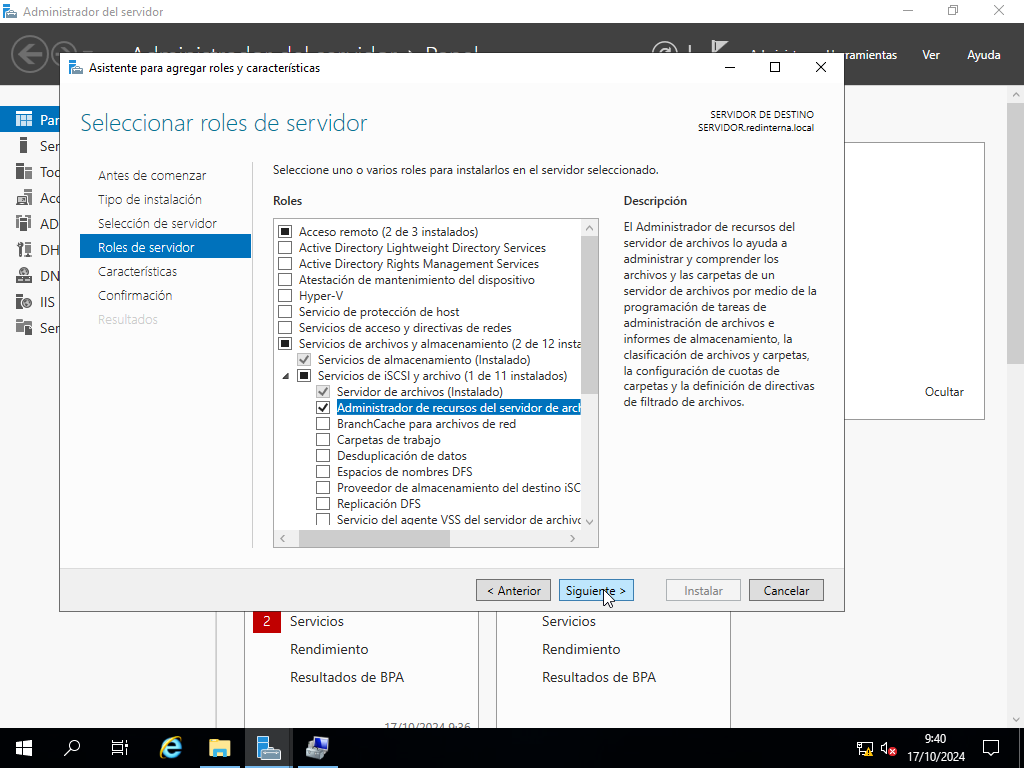 Administrador del servidor
Ver
Ayuda
Asistente para agregar roles y características
Seleccionar roles de servidor
SERVIDOR DE DESTINO
SERVIDOR.redinterna.local
Antes de comenzar
Tipo de instalación
Selección de servidor
Roles de servidor
Características
Confirmación
Resultados
Seleccione uno o varios roles para instalarlos en el servidor seleccionado.
Roles
Acceso remoto (2 de 3 instalados)
Active Directory Lightweight Directory Services
Active Directory Rights Management Services
Atestación de mantenimiento del dispositivo
Hyper-V
Servicio de protección de host
Servicios de acceso y directivas de redes
Servicios de archivos y almacenamiento (2 de 12 insta
Servicios de almacenamiento (Instalado)
Servicios de iSCSI y archivo (1 de 11 instalados)
Servidor de archivos (Instalado)
Administrador de recursos del servidor de arch
BranchCache para archivos de red
Carpetas de trabajo
Desduplicación de datos
Espacios de nombres DFS
Proveedor de almacenamiento del destino iSC
Replicación DFS
Servicio del agente VSS del servidor de archivo
Descripción
El Administrador de recursos del
servidor de archivos lo ayuda a
administrar y comprender los
archivos y las carpetas de un
servidor de archivos por medio de la
programación de tareas de
administración de archivos e
informes de almacenamiento, la
clasificación de archivos y carpetas,
la configuración de cuotas de
carpetas y la definición de directivas
de filtrado de archivos.
Ocultar
< Anterior
Siguiente >
Instalar
Cancelar
Par
Ser
Tod
AD
DH
DN
IIS
Ser
2 Servicios
Rendimiento
Resultados de BPA
17/10/2024 9:36
Servicios
Rendimiento
Resultados de BPA
9:40
17/10/2024